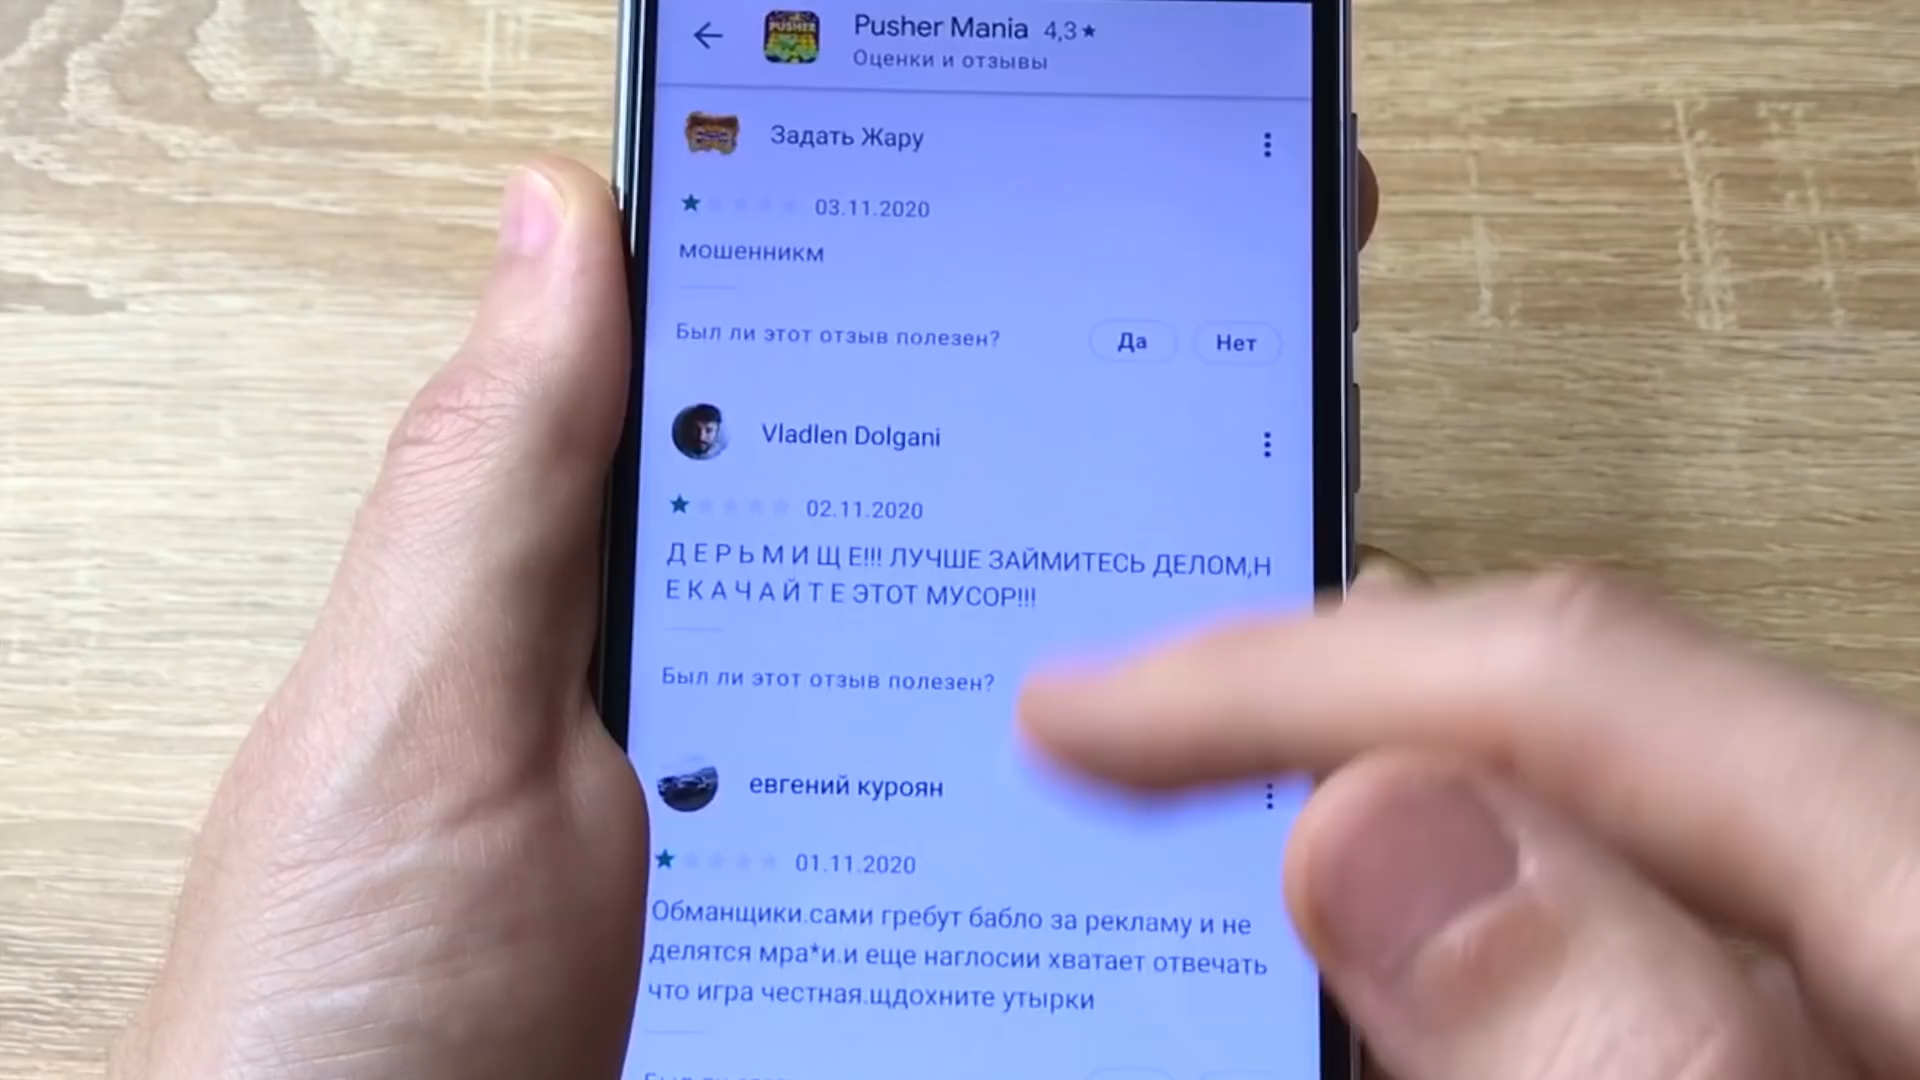 Pusher Mania 4,3★
Оценки и отзывы
PUSHER
Задать Жару
03.11.2020
мошенникм
Был ли этот отзыв полезен? Да Нет
Vladlen Dolgani
02.11.2020
Д Е Р Ь М И Щ Е!!! ЛУЧШЕ ЗАЙМИТЕСЬ ДЕЛОМ,Н
Е К А Ч А Й Т Е ЭТОТ МУСОР!!!
Был ли этот отзыв полезен?
евгений куроян
01.11.2020
Обманщики.сами гребут бабло за рекламу и не
делятся мра*и.и еще наглосии хватает отвечать
что игра честная.щдохните утырки